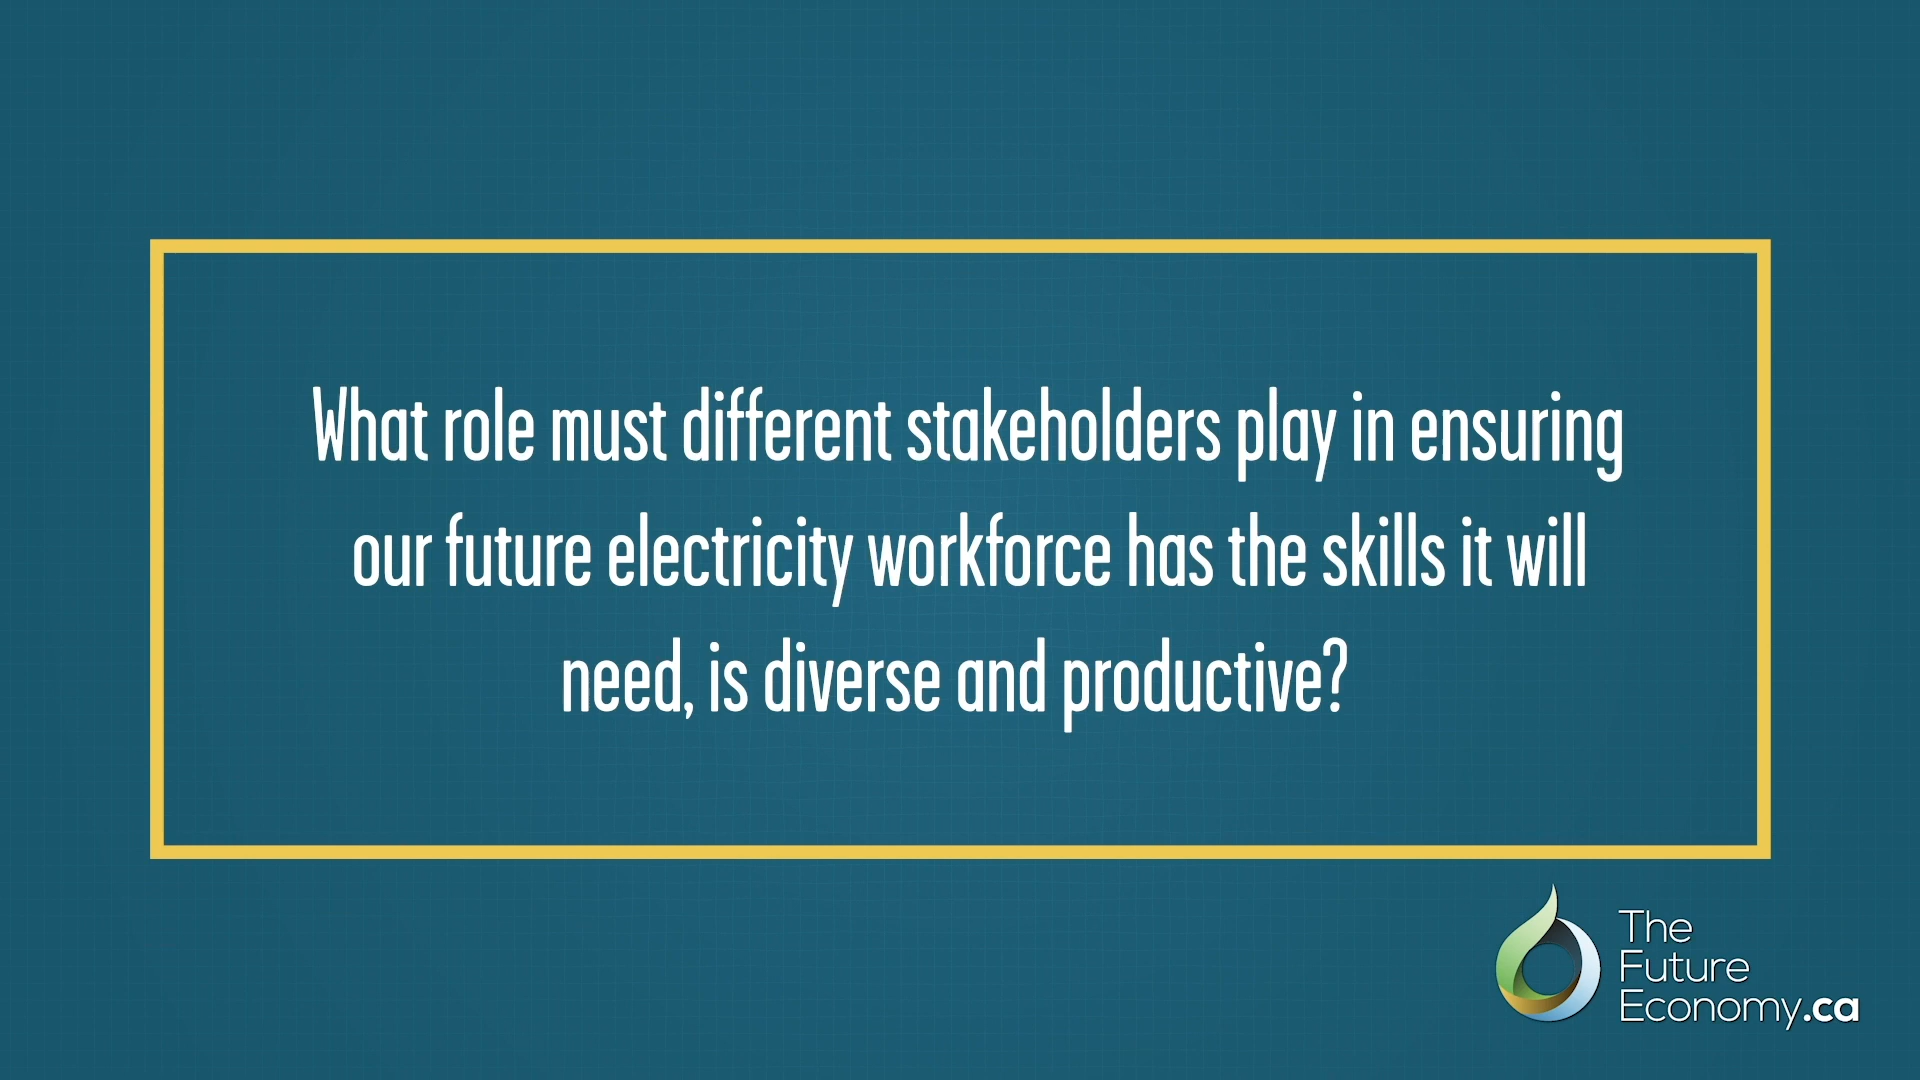 What role must different stakeholders play in ensuring
our future electricity workforce has the skills it will
need, is diverse and productive?
The
Future
Economy.ca